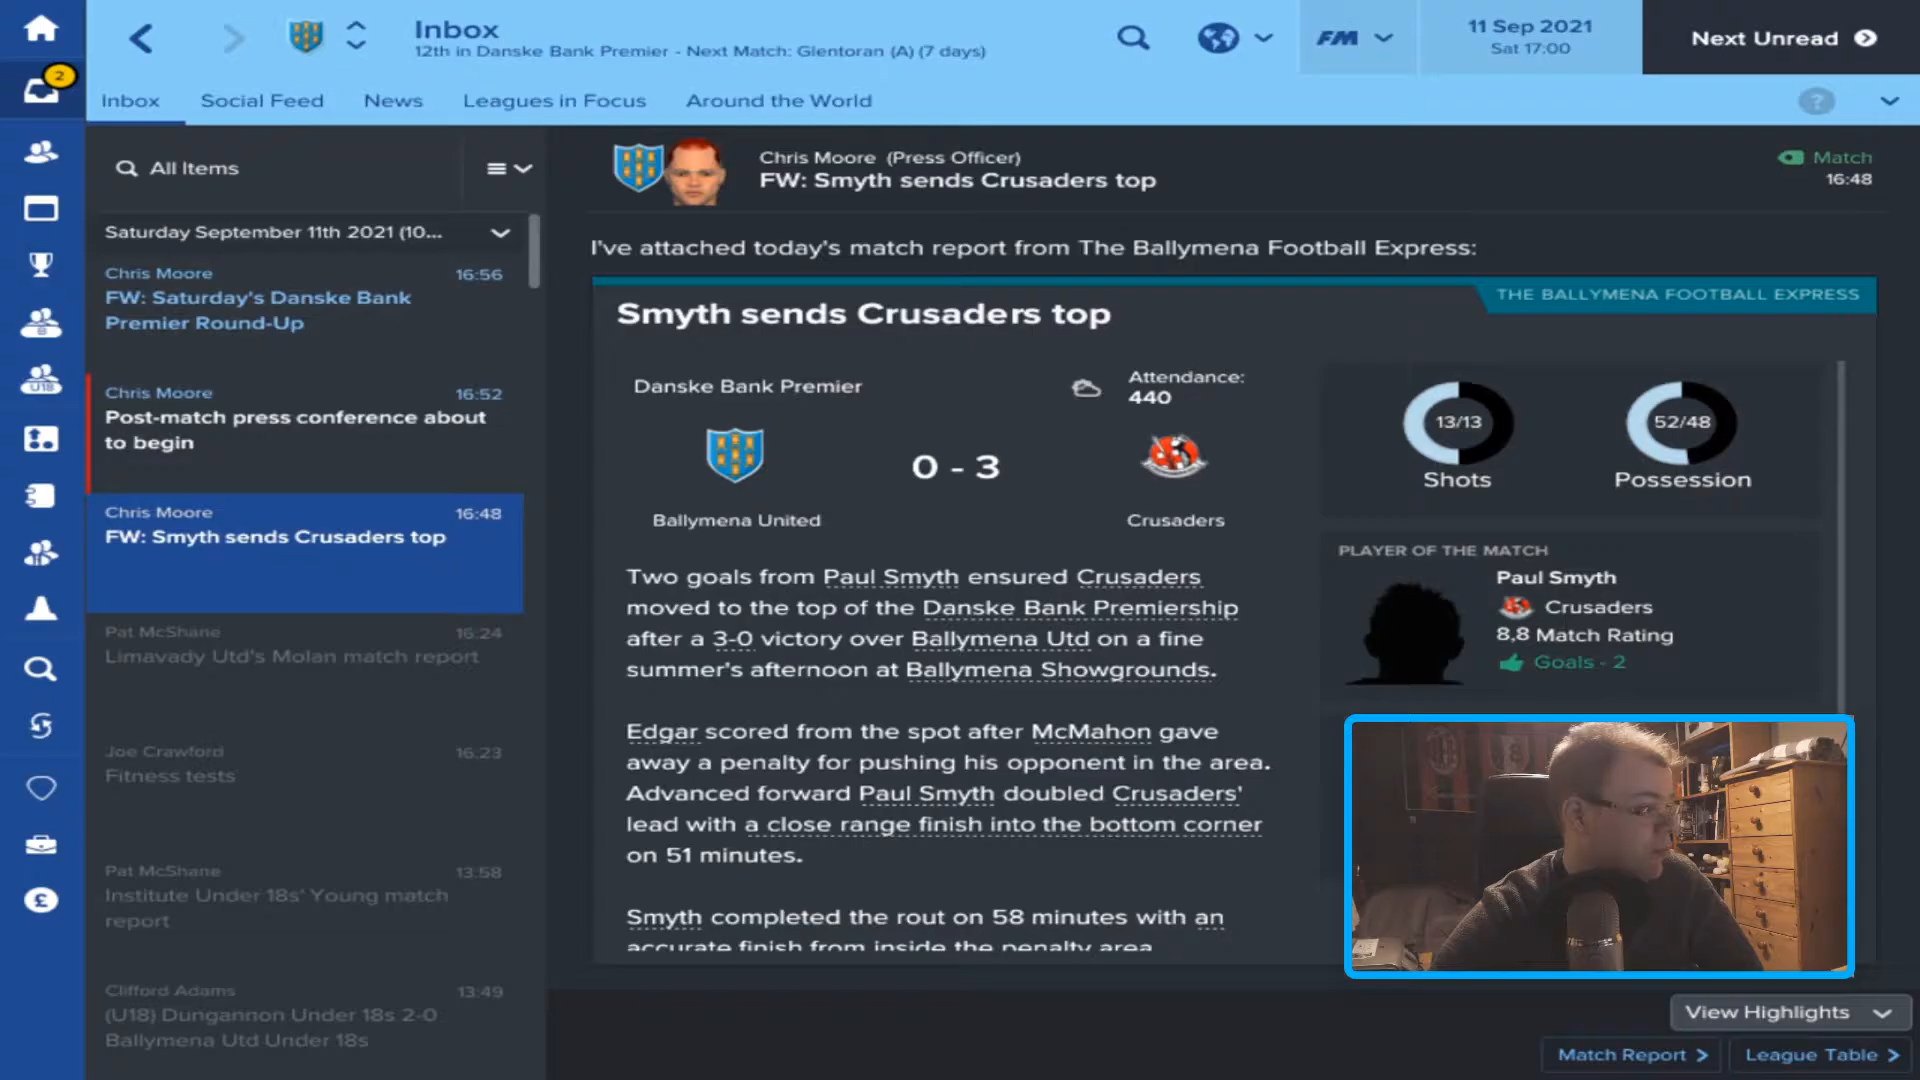 Inbox
12th in Danske Bank Premier - Next Match: Glentoran (A) (7 days)
FM
11 Sep 2021
Sat 17:00
Next Unread
2
Inbox
Social Feed
News
Leagues in Focus
Around the World
?
All Items
Saturday September 11th 2021 (10...
Chris Moore
16:56
FW: Saturday's Danske Bank
Premier Round-Up
Chris Moore
16:52
Post-match press conference about
to begin
Chris Moore
16:48
FW: Smyth sends Crusaders top
Pat McShane
16:24
Limavady Utd's Molan match report
Joe Crawford
16:23
Fitness tests
Pat McShane
13:58
Institute Under 18s' Young match
report
Clifford Adams
13:49
(U18) Dungannon Under 18s 2-0
Ballymena Utd Under 18s
U18
£
Chris Moore (Press Officer)
FW: Smyth sends Crusaders top
Match
16:48
I've attached today's match report from The Ballymena Football Express:
THE BALLYMENA FOOTBALL EXPRESS
Smyth sends Crusaders top
Danske Bank Premier
Attendance:
440
0 - 3
Ballymena United
Crusaders
Two goals from Paul Smyth ensured Crusaders
moved to the top of the Danske Bank Premiership
after a 3-0 victory over Ballymena Utd on a fine
summer's afternoon at Ballymena Showgrounds.
Edgar scored from the spot after McMahon gave
away a penalty for pushing his opponent in the area.
Advanced forward Paul Smyth doubled Crusaders'
lead with a close range finish into the bottom corner
on 51 minutes.
Smyth completed the rout on 58 minutes with an
accurate finish from inside the penalty area.
13/13
Shots
52/48
Possession
PLAYER OF THE MATCH
Paul Smyth
Crusaders
8.8 Match Rating
Goals - 2
View Highlights
Match Report
League Table